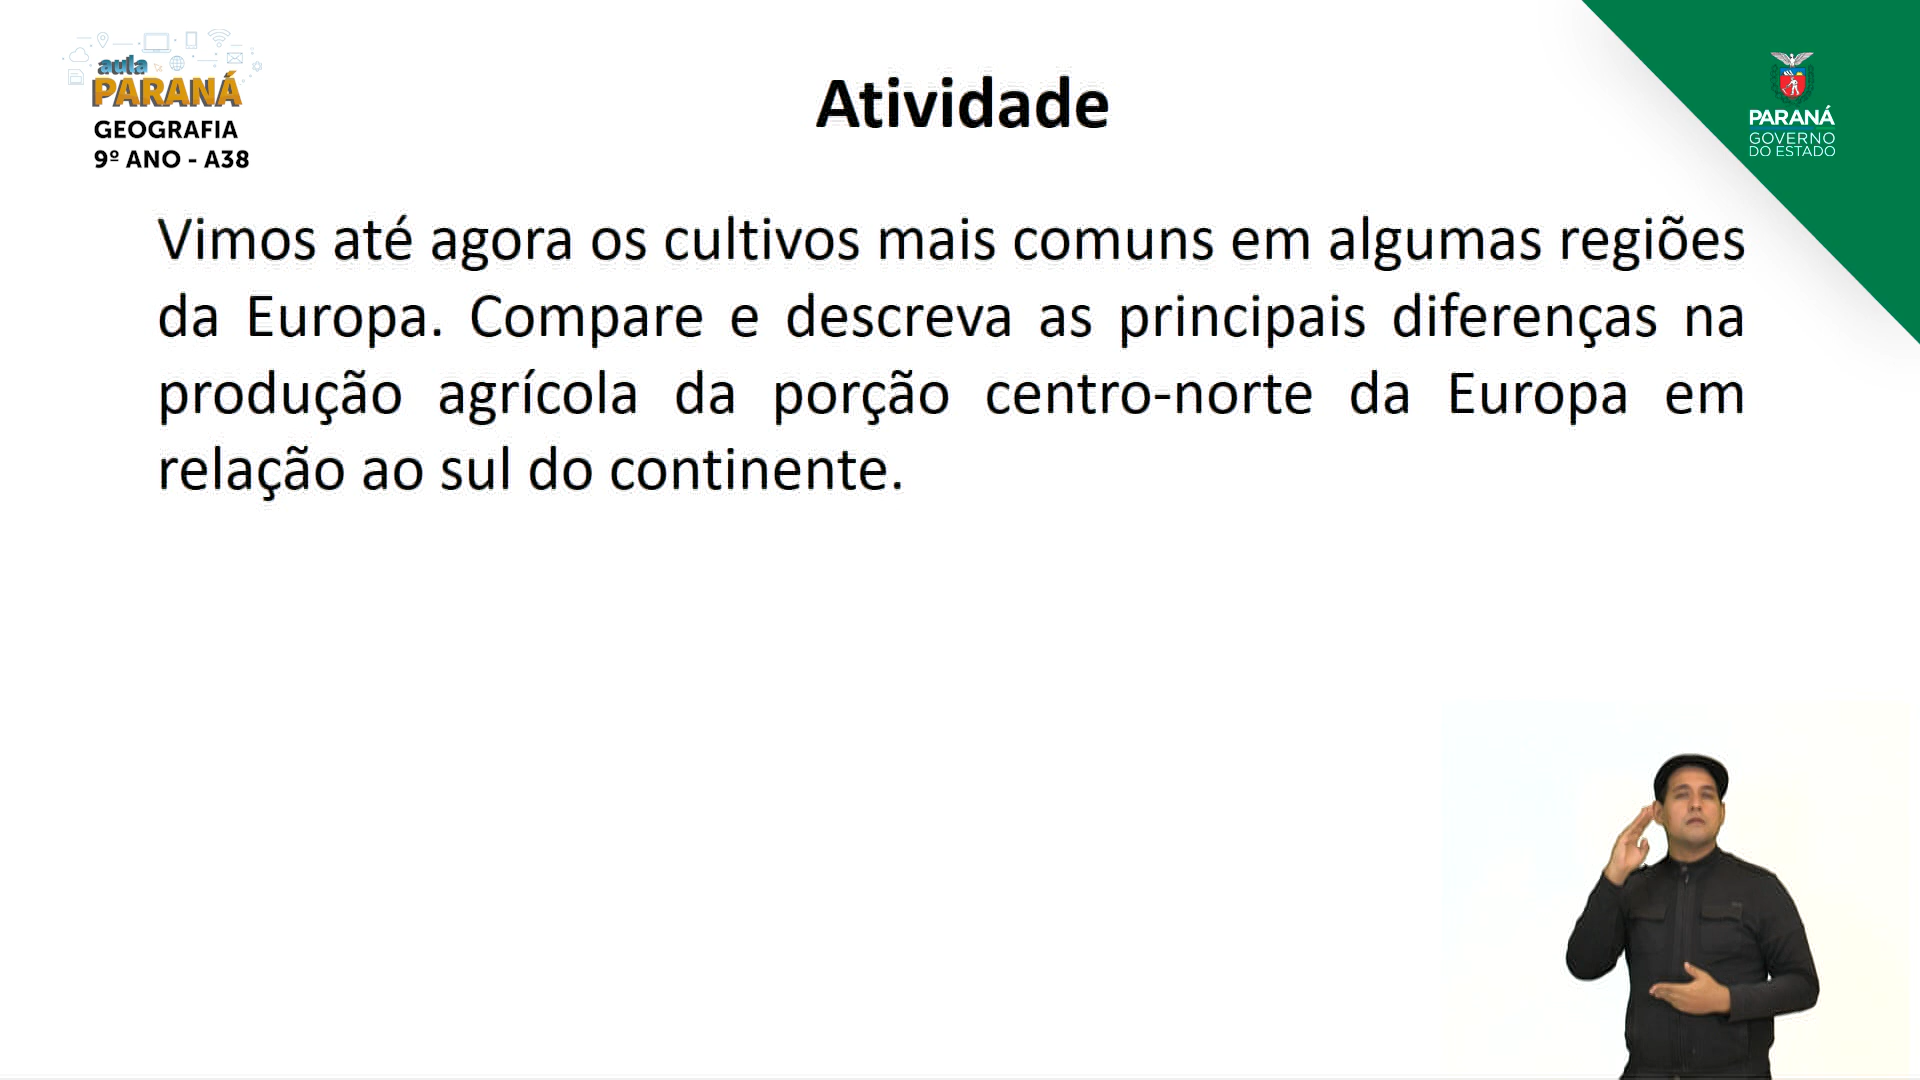 aula
PARANÁ
GEOGRAFIA
9º ANO - A38
Atividade
PARANÁ
GOVERNO
DO ESTADO
Vimos até agora os cultivos mais comuns em algumas regiões
da Europa. Compare e descreva as principais diferenças na
produção agrícola da porção centro-norte da Europa em
relação ao sul do continente.